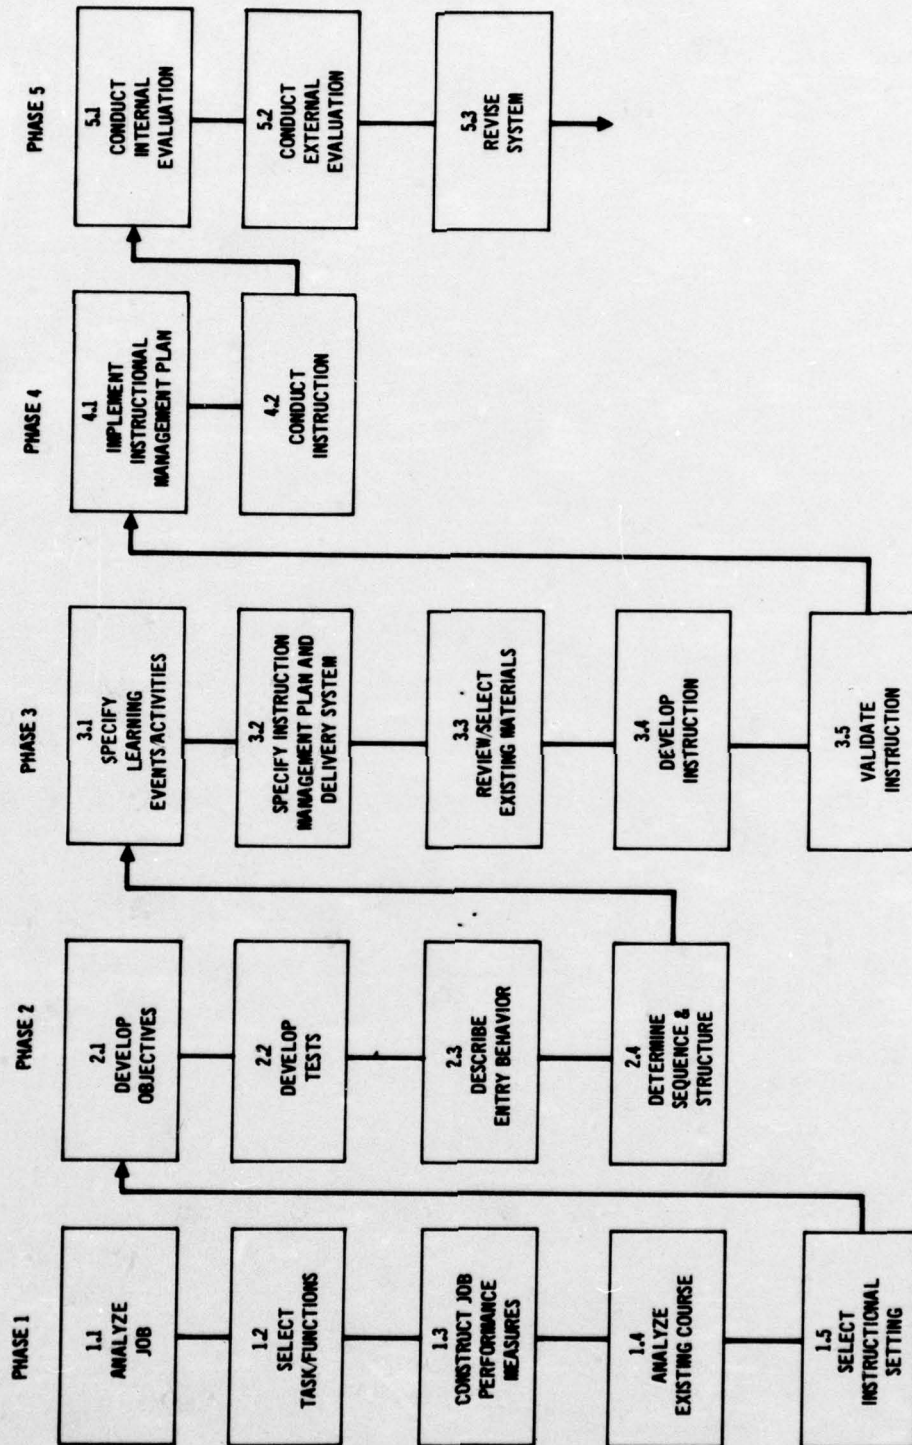 PHASE 1
1.1
ANALYZE
JOB
1.2
SELECT
TASK/FUNCTIONS
1.3
CONSTRUCT JOB
PERFORMANCE
MEASURES
1.4
ANALYZE
EXISTING COURSE
1.5
SELECT
INSTRUCTIONAL
SETTING
PHASE 2
2.1
DEVELOP
OBJECTIVES
2.2
DEVELOP
TESTS
2.3
DESCRIBE
ENTRY BEHAVIOR
2.4
DETERMINE
SEQUENCE &
STRUCTURE
PHASE 3
3.1
SPECIFY
LEARNING
EVENTS/ACTIVITIES
3.2
SPECIFY INSTRUCTION
MANAGEMENT PLAN AND
DELIVERY SYSTEM
3.3
REVIEW/SELECT
EXISTING MATERIALS
3.4
DEVELOP
INSTRUCTION
3.5
VALIDATE
INSTRUCTION
PHASE 4
4.1
IMPLEMENT
INSTRUCTIONAL
MANAGEMENT PLAN
4.2
CONDUCT
INSTRUCTION
PHASE 5
5.1
CONDUCT
INTERNAL
EVALUATION
5.2
CONDUCT
EXTERNAL
EVALUATION
5.3
REVISE
SYSTEM